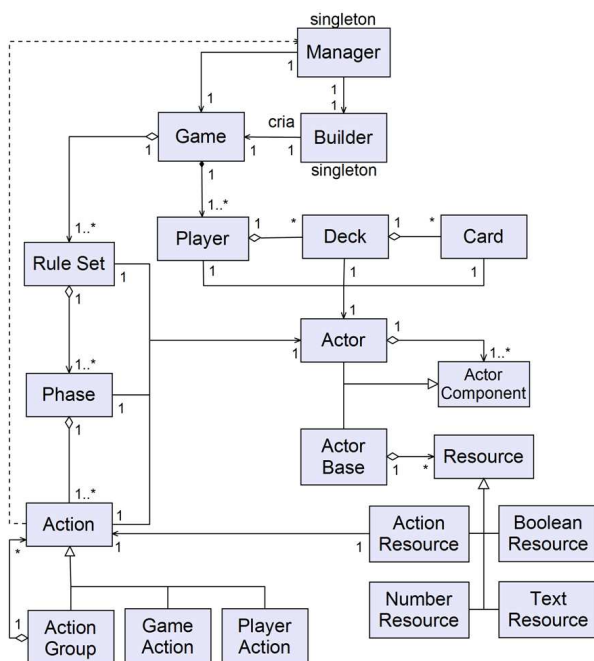 singleton
Manager
1
1
1
1
Game
cria
Builder
1
1
1
1
singleton
1..*
1..*
Player
1
*
Deck
1
*
Card
Rule Set
1
1
1
1
1
1
1..*
1
Actor
1
1..*
Phase
1
1
Actor
Component
Actor
Base
1
*
Resource
1..*
Action
1
1
*
1
Action
Resource
Boolean
Resource
Number
Resource
Text
Resource
1
Action
Group
Game
Action
Player
Action